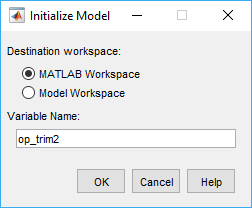 Initialize Model
Destination workspace:
MATLAB Workspace
Model Workspace
Variable Name:
op_trim2
OK Cancel Help